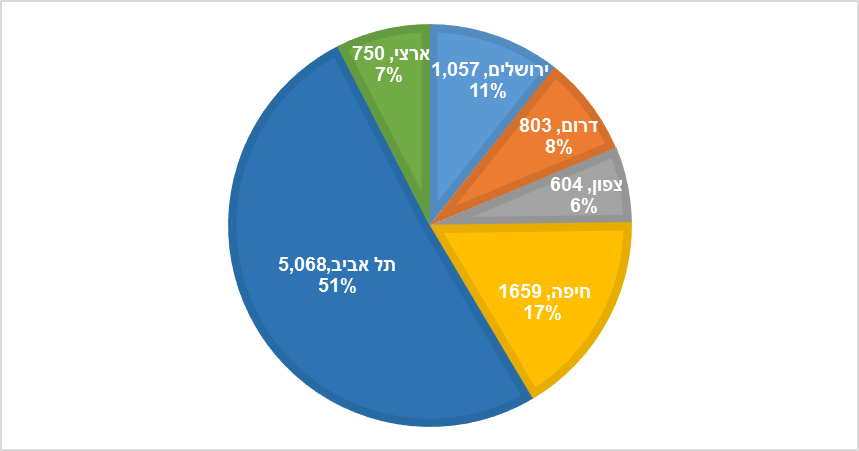 ארצי, 750
7%
ירושלים, 1,057
11%
דרום, 803
8%
צפון, 604
6%
חיפה, 1659
17%
תל אביב,5,068
51%